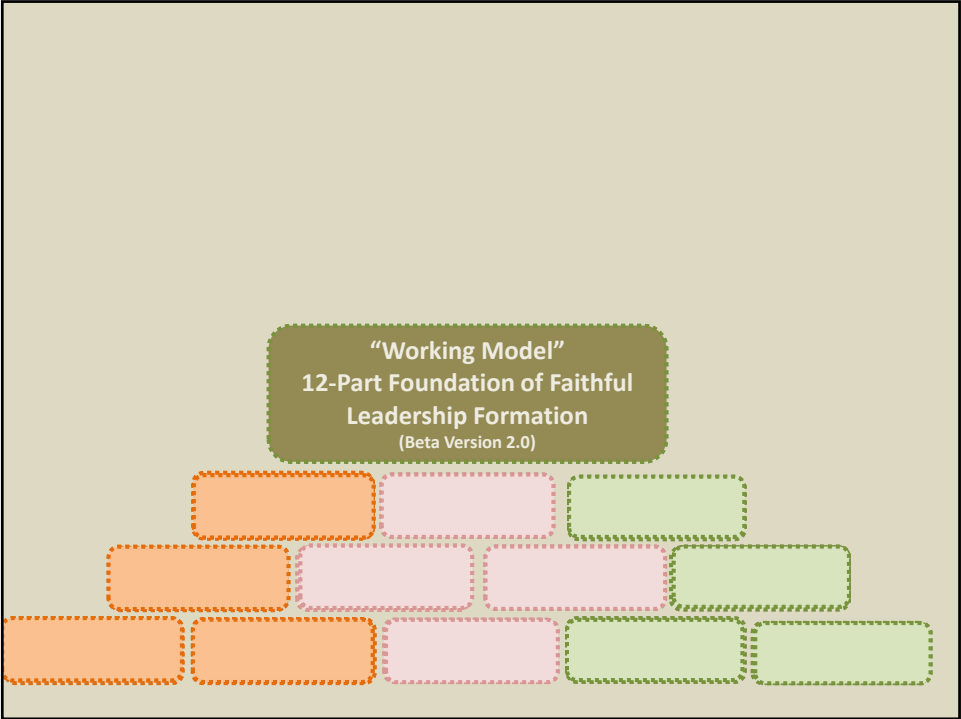 “Working Model”
12-Part Foundation of Faithful
Leadership Formation
(Beta Version 2.0)